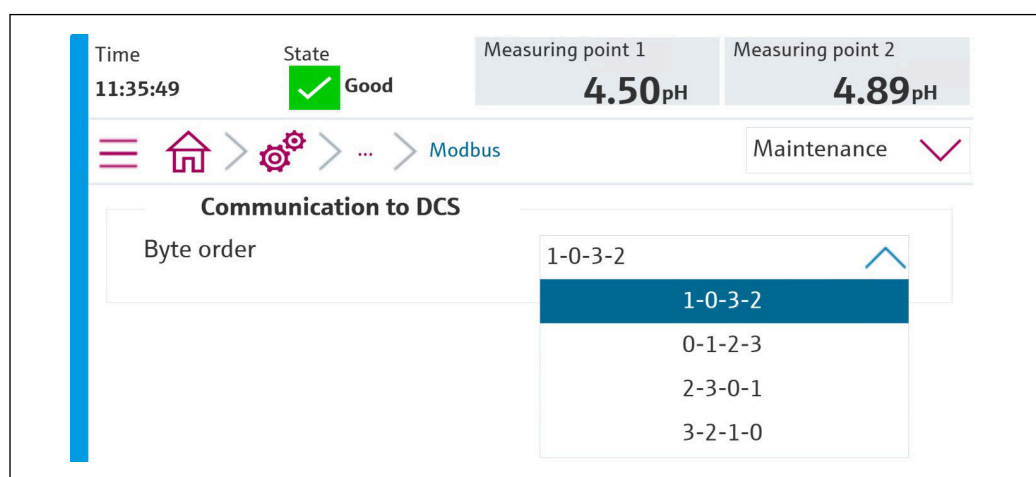 Time State Measuring point 1 Measuring point 2
11:35:49 Good 4.50pH 4.89pH
... Modbus Maintenance
Communication to DCS
Byte order 1-0-3-2
1-0-3-2
0-1-2-3
2-3-0-1
3-2-1-0